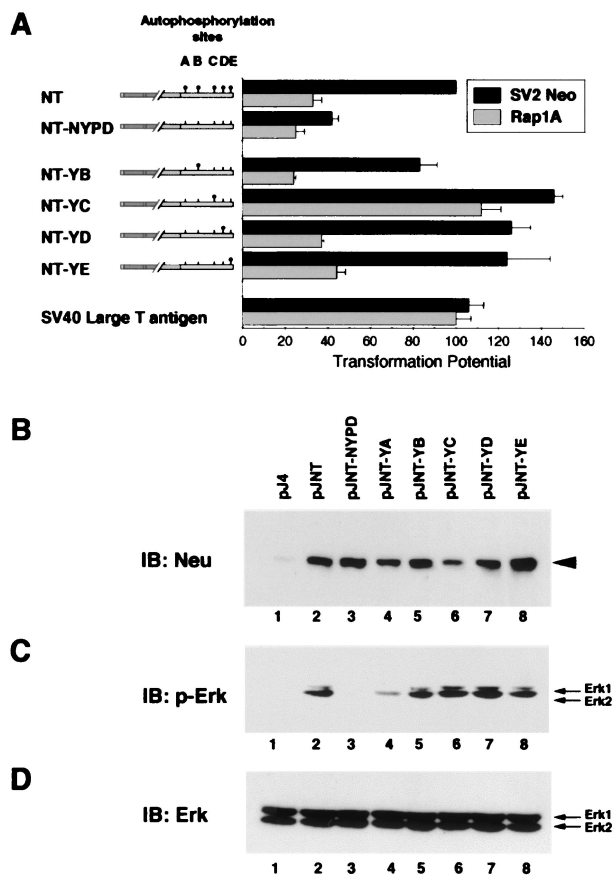 A
Autophosphorylation
sites
A B C D E
NT
NT-NYPD
NT-YB
NT-YC
NT-YD
NT-YE
SV40 Large T antigen
SV2 Neo
Rap1A
0 20 40 60 80 100 120 140 160
Transformation Potential
B
pJ4
pJNT
pJNT-NYPD
pJNT-YA
pJNT-YB
pJNT-YC
pJNT-YD
pJNT-YE
IB: Neu
1 2 3 4 5 6 7 8
C
IB: p-Erk
Erk1
Erk2
1 2 3 4 5 6 7 8
D
IB: Erk
Erk1
Erk2
1 2 3 4 5 6 7 8